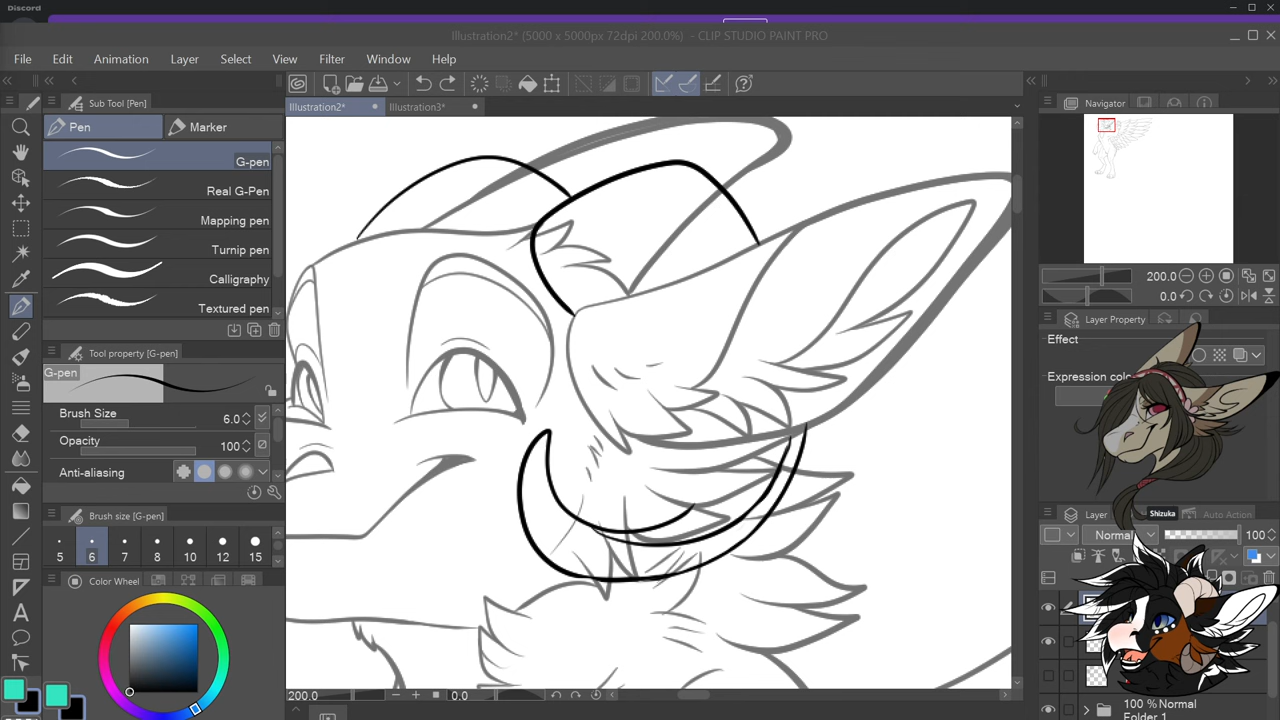 Discord
Illustration2* (5000 x 5000px 72dpi 200.0%) - CLIP STUDIO PAINT PRO
File Edit Animation Layer Select View Filter Window Help
Sub Tool [Pen]
Illustration2* Illustration3*
Navigator
Pen Marker
G-pen
Real G-Pen
Mapping pen
Turnip pen
Calligraphy
Textured pen
200.0
0.0
Layer Property
Effect
Expression colo
Tool property [G-pen]
G-pen
Brush Size 6.0
Opacity 100
Anti-aliasing
Brush size [G-pen]
5 6 7 8 10 12 15
Color Wheel
Layer Shizuka Auto Action
Normal 100
200.0 0.0
100 % Normal
Folder 1